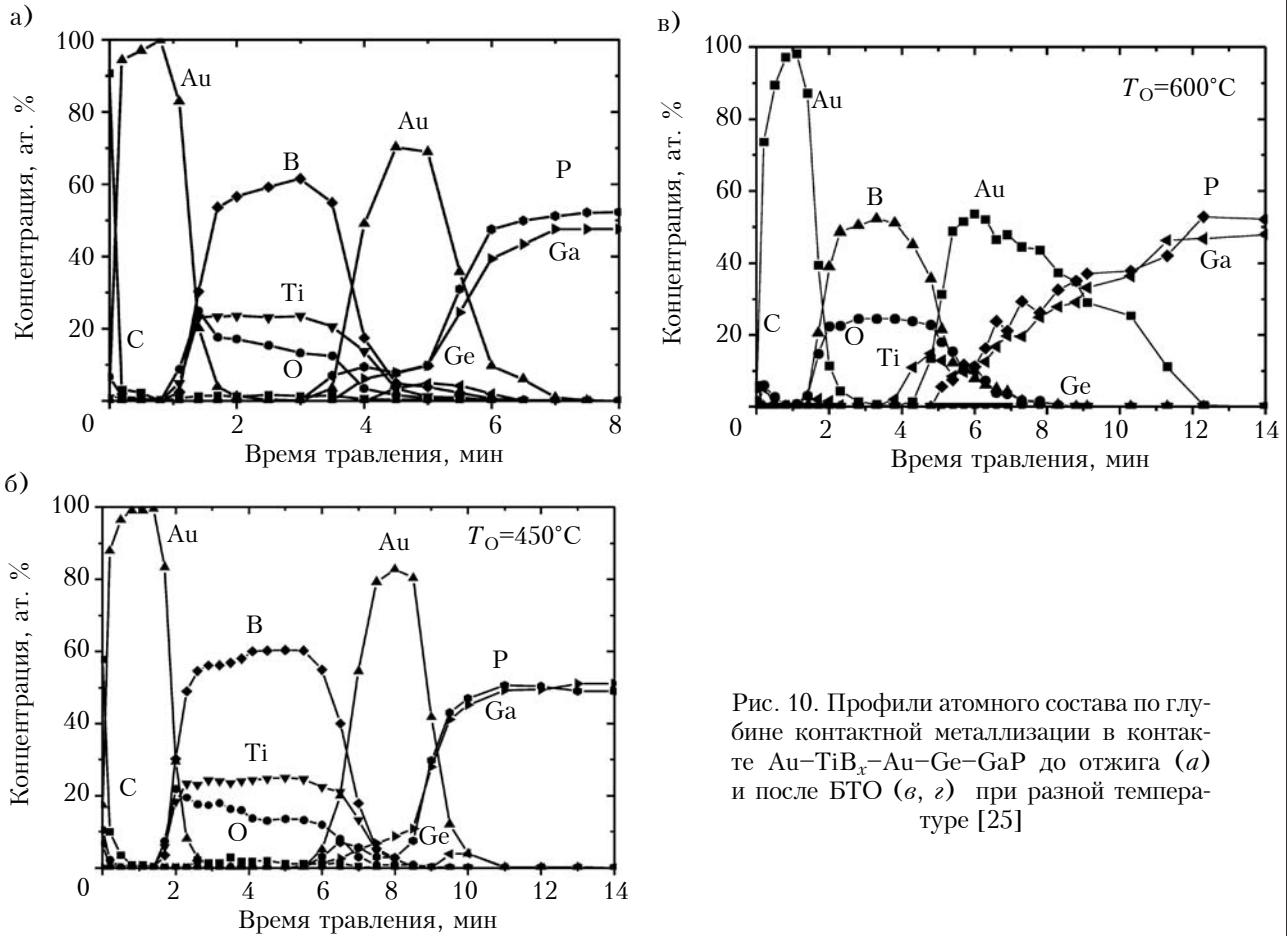 а)
100
80
60
40
20
0
2
4
6
8
Концентрация, ат. %
Время травления, мин
Au
B
Au
P
Ga
Ti
C
O
Ge
в)
100
80
60
40
20
0
2
4
6
8
10
12
14
Концентрация, ат. %
Время травления, мин
T_O=600°C
Au
B
Au
P
Ga
C
O
Ti
Ge
б)
100
80
60
40
20
0
2
4
6
8
10
12
14
Концентрация, ат. %
Время травления, мин
T_O=450°C
Au
Au
B
P
Ga
Ti
C
O
Ge
Рис. 10. Профили атомного состава по глу-
бине контактной металлизации в контак-
те Au–TiBx–Au–Ge–GaP до отжига (а)
и после БТО (в, г) при разной темпера-
туре [25]